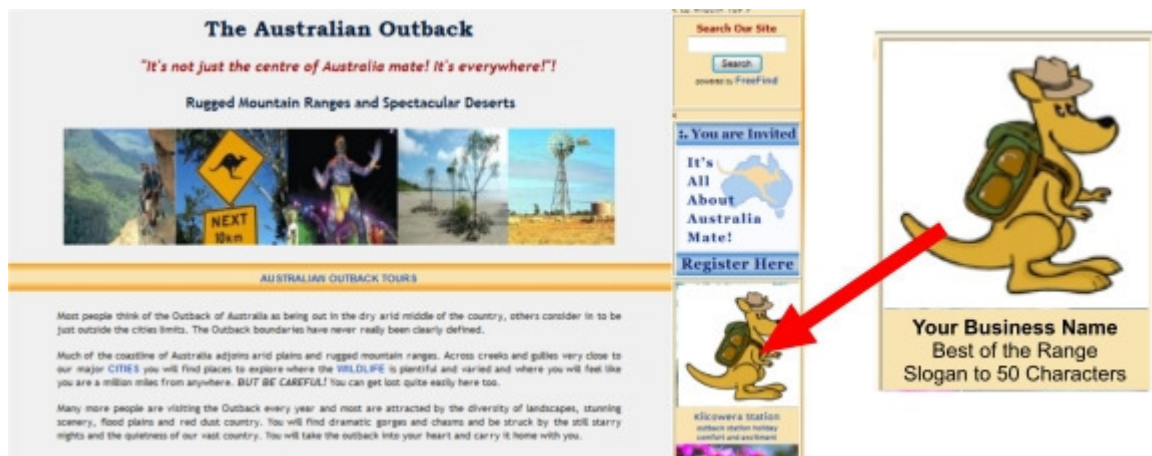 The Australian Outback
"It's not just the centre of Australia mate! It's everywhere!"!
Rugged Mountain Ranges and Spectacular Deserts
NEXT
10km
AUSTRALIAN OUTBACK TOURS
Most people think of the Outback of Australia as being out in the dry arid middle of the country, others consider in to be
just outside the cities limits. The Outback boundaries have never really been clearly defined.
Much of the coastline of Australia adjoins arid plains and rugged mountain ranges. Across creeks and gullies very close to
our major CITIES you will find places to explore where the WILDLIFE is plentiful and varied and where you will feel like
you are a million miles from anywhere. BUT BE CAREFUL! You can get lost quite easily here too.
Many more people are visiting the Outback every year and most are attracted by the diversity of landscapes, stunning
scenery, flood plains and red dust country. You will find dramatic gorges and chasms and be struck by the still starry
nights and the quietness of our vast country. You will take the outback into your heart and carry it home with you.
Search Our Site
Search
powered by FreeFind
:. You are Invited
It's
All
About
Australia
Mate!
Register Here
Kilcowera Station
outback station holiday
comfort and excitment
Your Business Name
Best of the Range
Slogan to 50 Characters